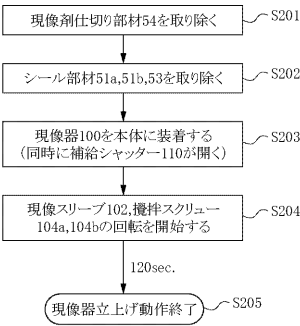 現像剤仕切り部材54を取り除く
S201
シール部材51a,51b,53を取り除く
S202
現像器100を本体に装着する
(同時に補給シャッター110が開く)
S203
現像スリーブ102,攪拌スクリュー
104a,104bの回転を開始する
S204
120sec.
現像器立上げ動作終了
S205